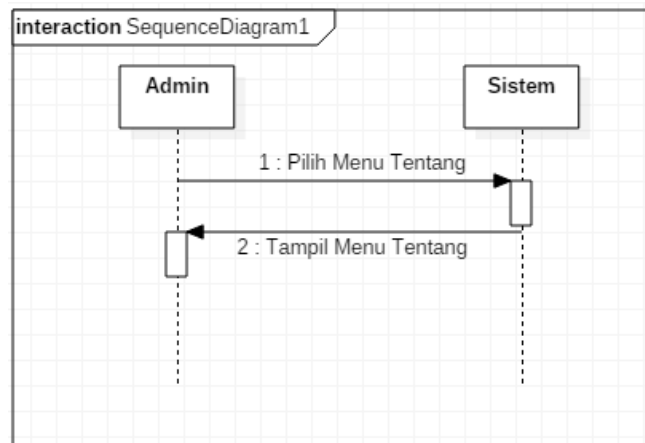 interaction SequenceDiagram1
Admin
Sistem
1 : Pilih Menu Tentang
2 : Tampil Menu Tentang